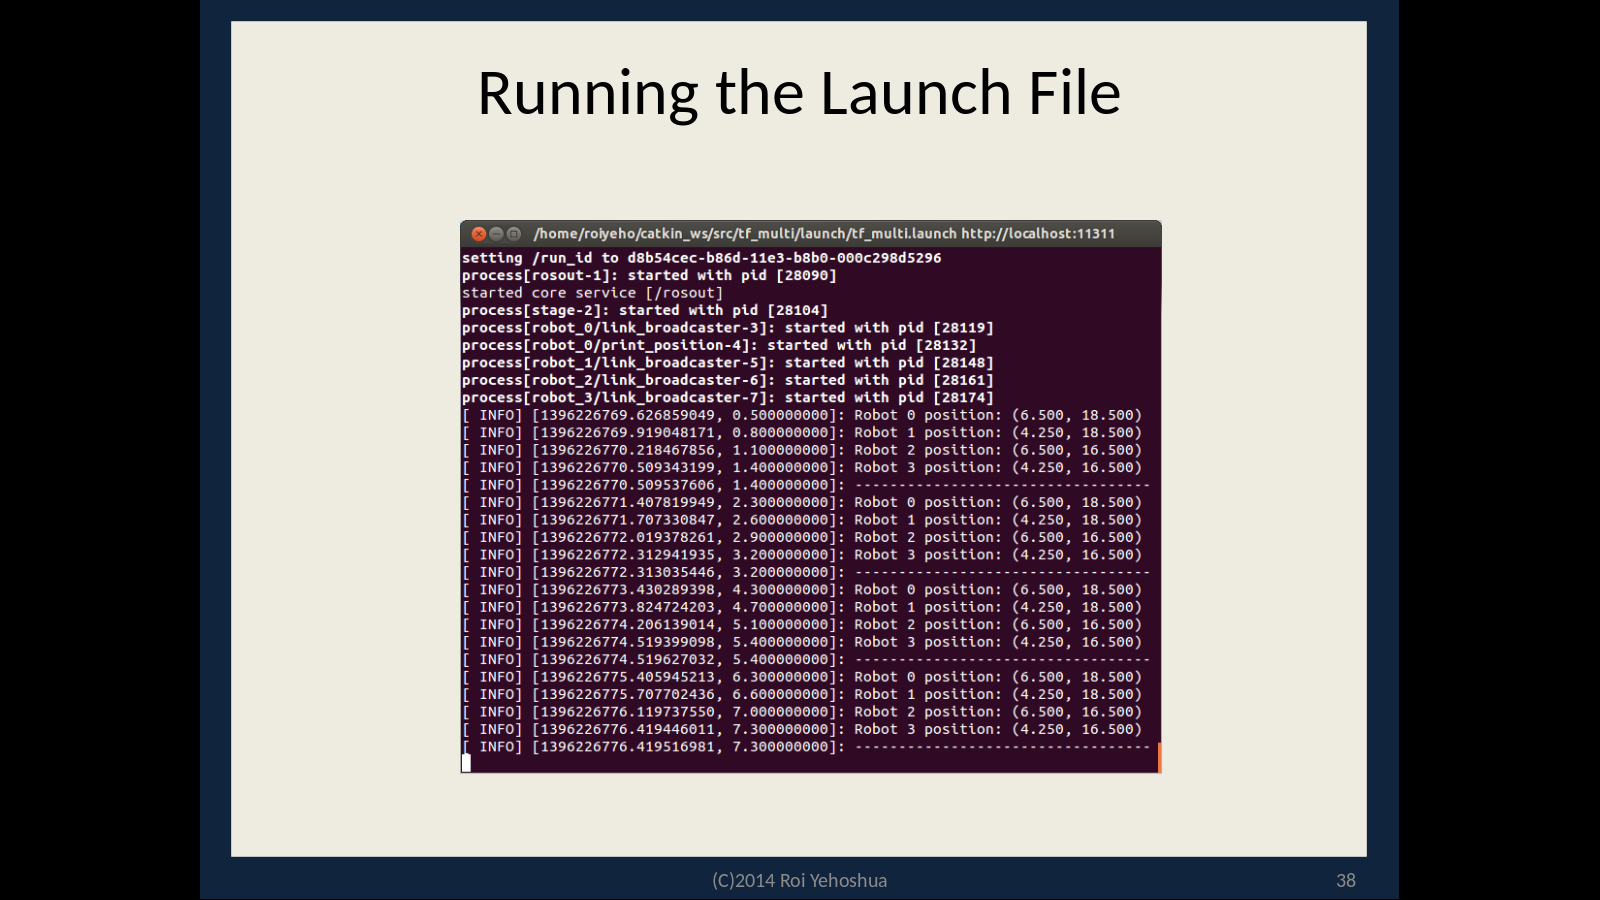 Running the Launch File
/home/roiyeho/catkin_ws/src/tf_multi/launch/tf_multi.launch http://localhost:11311
setting /run_id to d8b54cec-b86d-11e3-b8b0-000c298d5296
process[rosout-1]: started with pid [28090]
started core service [/rosout]
process[stage-2]: started with pid [28104]
process[robot_0/link_broadcaster-3]: started with pid [28119]
process[robot_0/print_position-4]: started with pid [28132]
process[robot_1/link_broadcaster-5]: started with pid [28148]
process[robot_2/link_broadcaster-6]: started with pid [28161]
process[robot_3/link_broadcaster-7]: started with pid [28174]
[ INFO] [1396226769.626859049, 0.500000000]: Robot 0 position: (6.500, 18.500)
[ INFO] [1396226769.919048171, 0.800000000]: Robot 1 position: (4.250, 18.500)
[ INFO] [1396226770.218467856, 1.100000000]: Robot 2 position: (6.500, 16.500)
[ INFO] [1396226770.509343199, 1.400000000]: Robot 3 position: (4.250, 16.500)
[ INFO] [1396226770.509537606, 1.400000000]: ----------------------------------
[ INFO] [1396226771.407819949, 2.300000000]: Robot 0 position: (6.500, 18.500)
[ INFO] [1396226771.707330847, 2.600000000]: Robot 1 position: (4.250, 18.500)
[ INFO] [1396226772.019378261, 2.900000000]: Robot 2 position: (6.500, 16.500)
[ INFO] [1396226772.312941935, 3.200000000]: Robot 3 position: (4.250, 16.500)
[ INFO] [1396226772.313035446, 3.200000000]: ----------------------------------
[ INFO] [1396226773.430289398, 4.300000000]: Robot 0 position: (6.500, 18.500)
[ INFO] [1396226773.824724203, 4.700000000]: Robot 1 position: (4.250, 18.500)
[ INFO] [1396226774.206139014, 5.100000000]: Robot 2 position: (6.500, 16.500)
[ INFO] [1396226774.519399098, 5.400000000]: Robot 3 position: (4.250, 16.500)
[ INFO] [1396226774.519627032, 5.400000000]: ----------------------------------
[ INFO] [1396226775.405945213, 6.300000000]: Robot 0 position: (6.500, 18.500)
[ INFO] [1396226775.707702436, 6.600000000]: Robot 1 position: (4.250, 18.500)
[ INFO] [1396226776.119737550, 7.000000000]: Robot 2 position: (6.500, 16.500)
[ INFO] [1396226776.419446011, 7.300000000]: Robot 3 position: (4.250, 16.500)
[ INFO] [1396226776.419516981, 7.300000000]: ----------------------------------
(C)2014 Roi Yehoshua
38